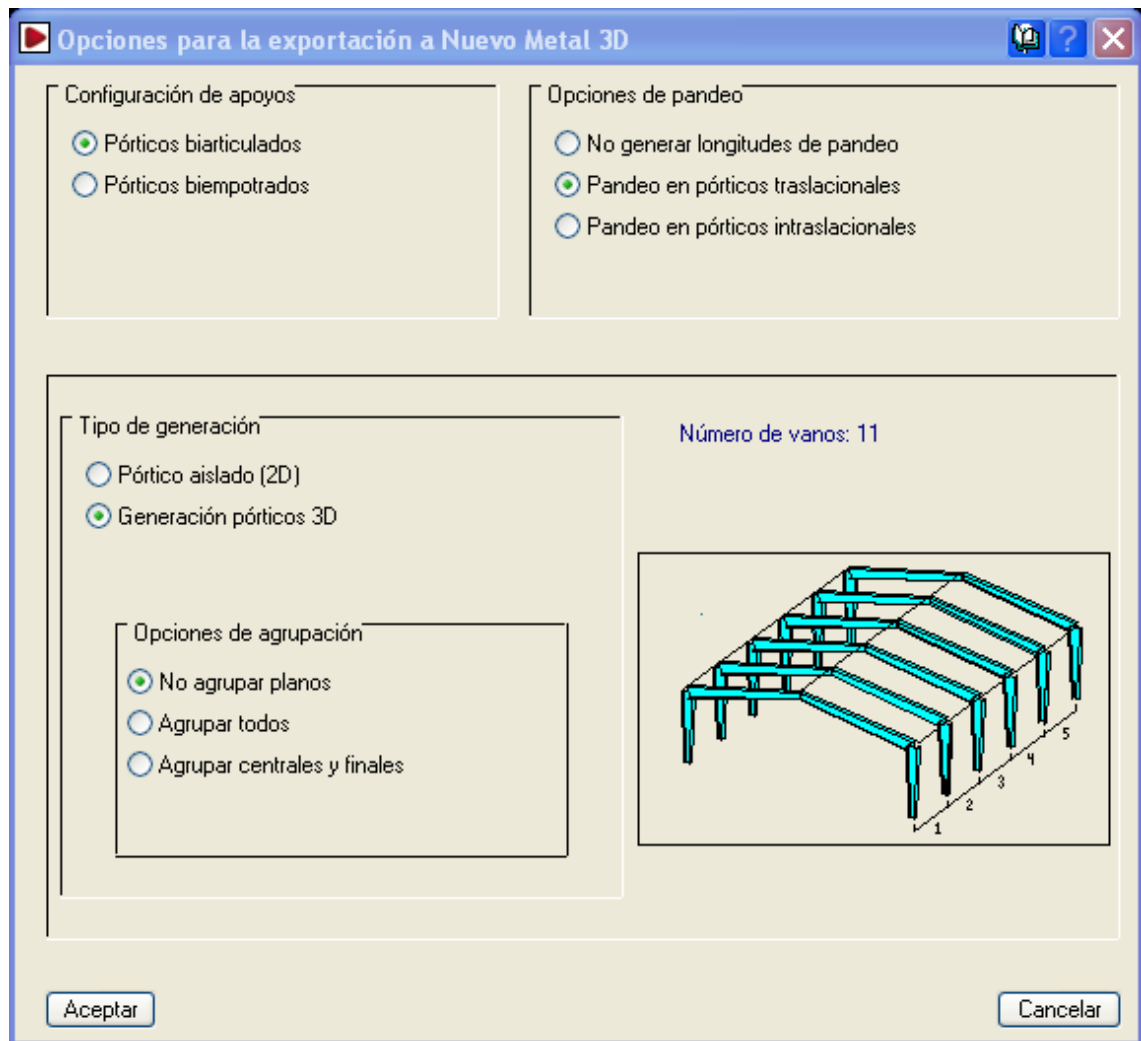 Opciones para la exportación a Nuevo Metal 3D
Configuración de apoyos
Pórticos biarticulados
Pórticos biempotrados
Opciones de pandeo
No generar longitudes de pandeo
Pandeo en pórticos traslacionales
Pandeo en pórticos intraslacionales
Tipo de generación
Pórtico aislado (2D)
Generación pórticos 3D
Opciones de agrupación
No agrupar planos
Agrupar todos
Agrupar centrales y finales
Número de vanos: 11
1
2
3
4
5
Aceptar
Cancelar